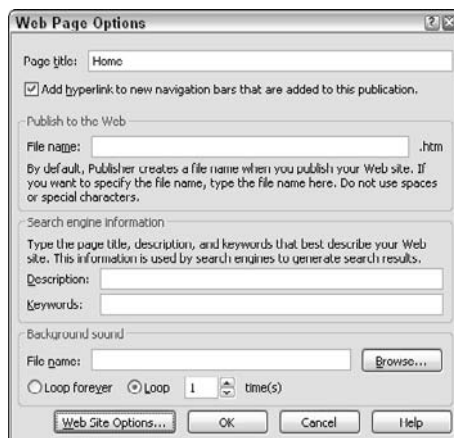 Web Page Options
Page title: Home
Add hyperlink to new navigation bars that are added to this publication.
Publish to the Web
File name: .htm
By default, Publisher creates a file name when you publish your Web site. If
you want to specify the file name, type the file name here. Do not use spaces
or special characters.
Search engine information
Type the page title, description, and keywords that best describe your Web
site. This information is used by search engines to generate search results.
Description:
Keywords:
Background sound
File name: Browse...
Loop forever Loop 1 time(s)
Web Site Options... OK Cancel Help